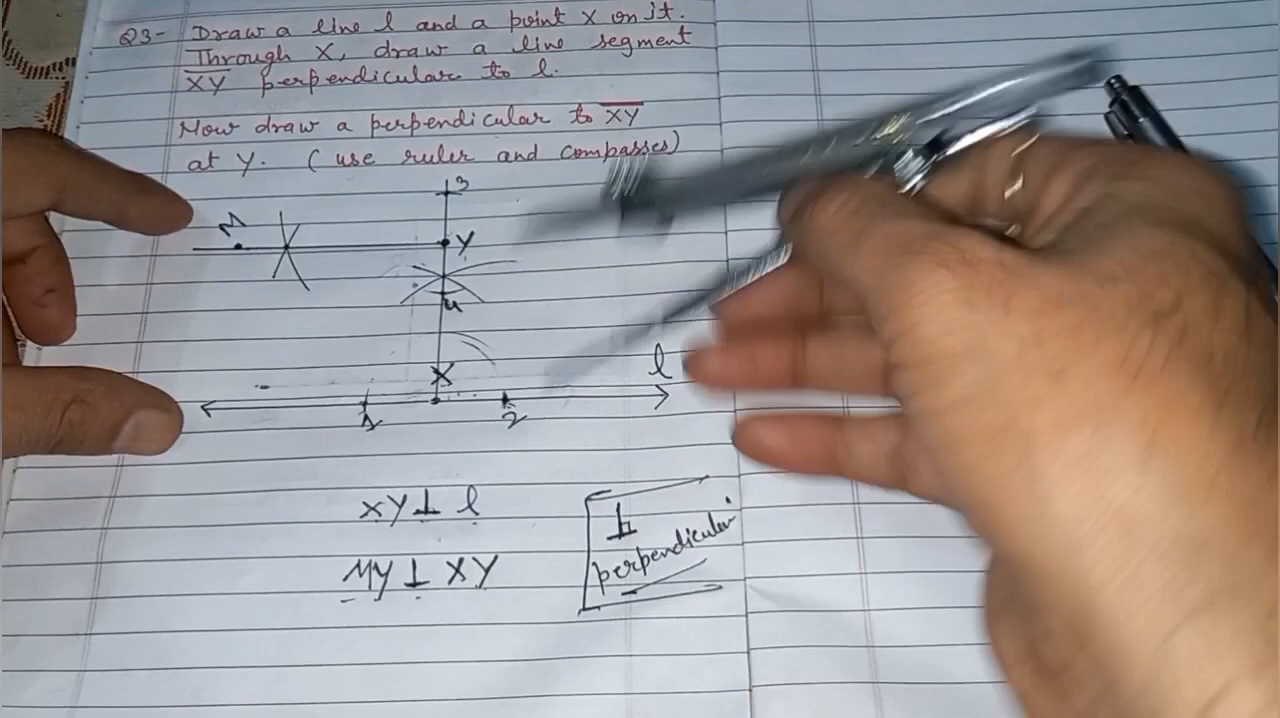 Q3- Draw a line l and a point X on it.
Through X, draw a line segment
XY perpendicular to l.
Now draw a perpendicular to XY
at Y. (use ruler and compasses)
3
M
Y
4
X
l
1
2
XY ⊥ l
MY ⊥ XY
⊥
perpendicular